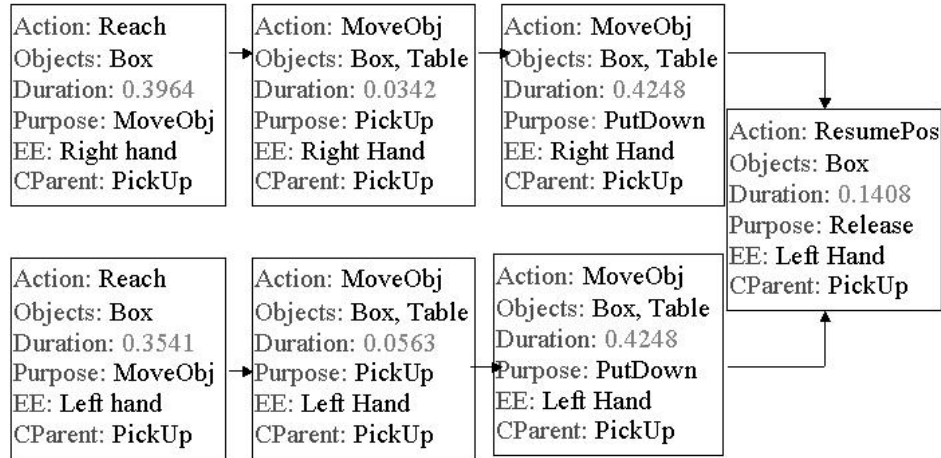 Action: Reach
Objects: Box
Duration: 0.3964
Purpose: MoveObj
EE: Right hand
CParent: PickUp
Action: MoveObj
Objects: Box, Table
Duration: 0.0342
Purpose: PickUp
EE: Right Hand
CParent: PickUp
Action: MoveObj
Objects: Box, Table
Duration: 0.4248
Purpose: PutDown
EE: Right Hand
CParent: PickUp
Action: ResumePos
Objects: Box
Duration: 0.1408
Purpose: Release
EE: Left Hand
CParent: PickUp
Action: Reach
Objects: Box
Duration: 0.3541
Purpose: MoveObj
EE: Left hand
CParent: PickUp
Action: MoveObj
Objects: Box, Table
Duration: 0.0563
Purpose: PickUp
EE: Left Hand
CParent: PickUp
Action: MoveObj
Objects: Box, Table
Duration: 0.4248
Purpose: PutDown
EE: Left Hand
CParent: PickUp